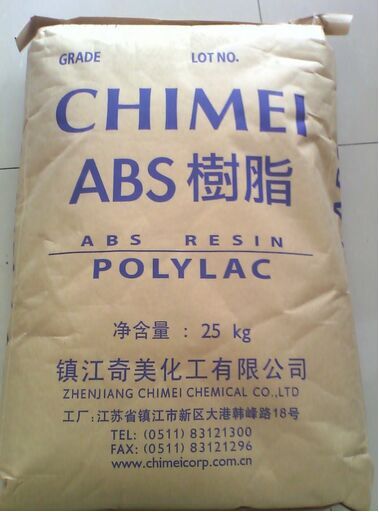 GRADE LOT NO.
CHIMEI
ABS 樹脂
ABS RESIN
POLYLAC
净含量：25 kg
镇江奇美化工有限公司
ZHENJIANG CHIMEI CHEMICAL CO.,LTD
工厂:江苏省镇江市新区大港韩峰路18号
TEL: (0511) 83121300
FAX: (0511) 83121296
www.chimeicorp.com.cn